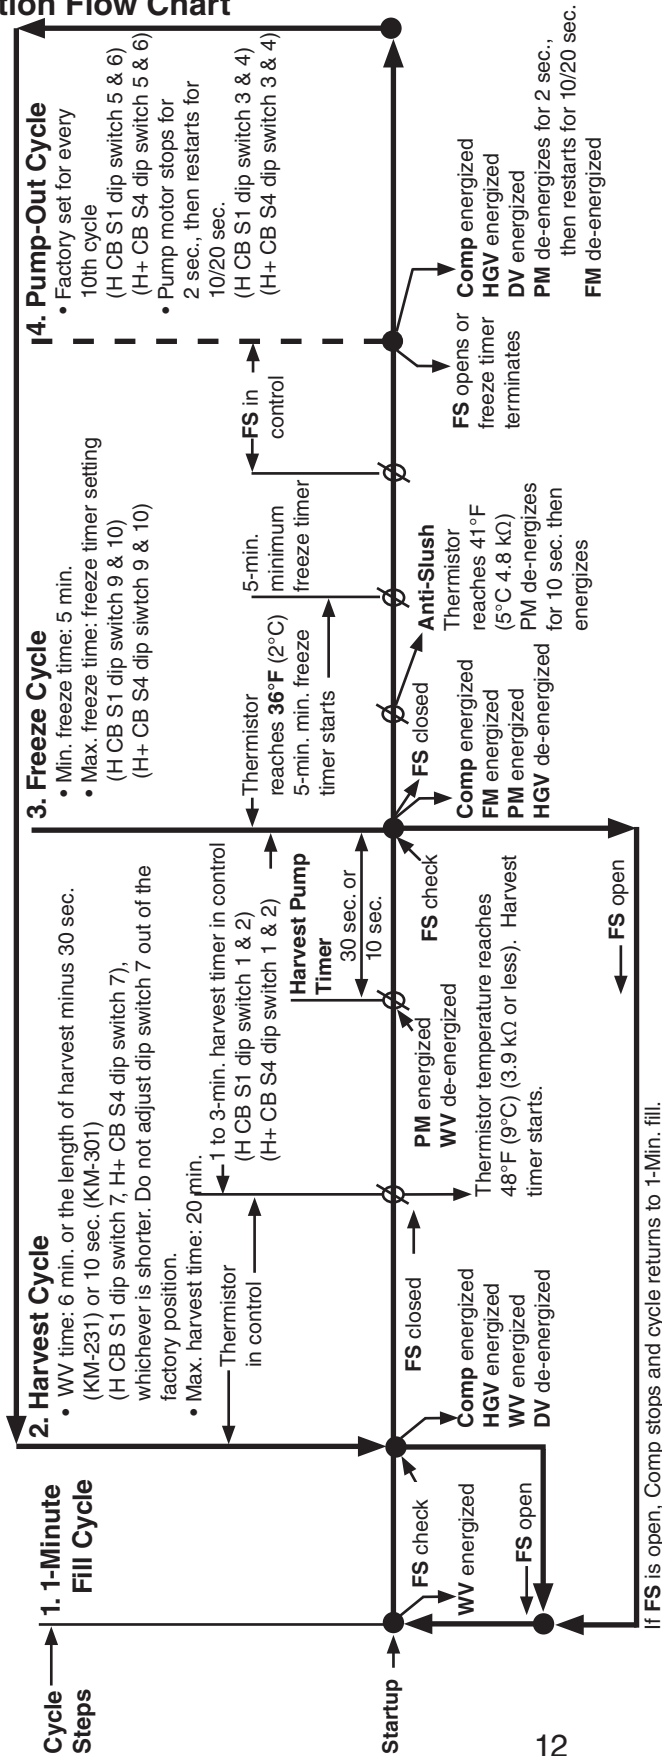 tion Flow Chart
Cycle
Steps
1. 1-Minute
Fill Cycle
Startup
FS check
WV energized
FS open
2. Harvest Cycle
• WV time: 6 min. or the length of harvest minus 30 sec.
(KM-231) or 10 sec. (KM-301)
(H CB S1 dip switch 7, H+ CB S4 dip switch 7),
whichever is shorter. Do not adjust dip switch 7 out of the
factory position.
• Max. harvest time: 20 min.
Thermistor
in control
1 to 3-min. harvest timer in control
(H CB S1 dip switch 1 & 2)
(H+ CB S4 dip switch 1 & 2)
Harvest Pump
Timer
30 sec. or
10 sec.
FS closed
Comp energized
HGV energized
WV energized
DV de-energized
PM energized
WV de-energized
Thermistor temperature reaches
48°F (9°C) (3.9 kΩ or less). Harvest
timer starts.
FS check
FS open
3. Freeze Cycle
• Min. freeze time: 5 min.
• Max. freeze time: freeze timer setting
(H CB S1 dip switch 9 & 10)
(H+ CB S4 dip siwtch 9 & 10)
Thermistor
reaches 36°F (2°C)
5-min. min. freeze
timer starts
5-min.
minimum
freeze timer
FS in
control
FS closed
Comp energized
FM energized
PM energized
HGV de-energized
Anti-Slush
Thermistor
reaches 41°F
(5°C 4.8 kΩ)
PM de-nergizes
for 10 sec. then
energizes
4. Pump-Out Cycle
• Factory set for every
10th cycle
(H CB S1 dip switch 5 & 6)
(H+ CB S4 dip switch 5 & 6)
• Pump motor stops for
2 sec., then restarts for
10/20 sec.
(H CB S1 dip switch 3 & 4)
(H+ CB S4 dip switch 3 & 4)
FS opens or
freeze timer
terminates
Comp energized
HGV energized
DV energized
PM de-energizes for 2 sec.,
then restarts for 10/20 sec.
FM de-energized
If FS is open, Comp stops and cycle returns to 1-Min. fill.
12